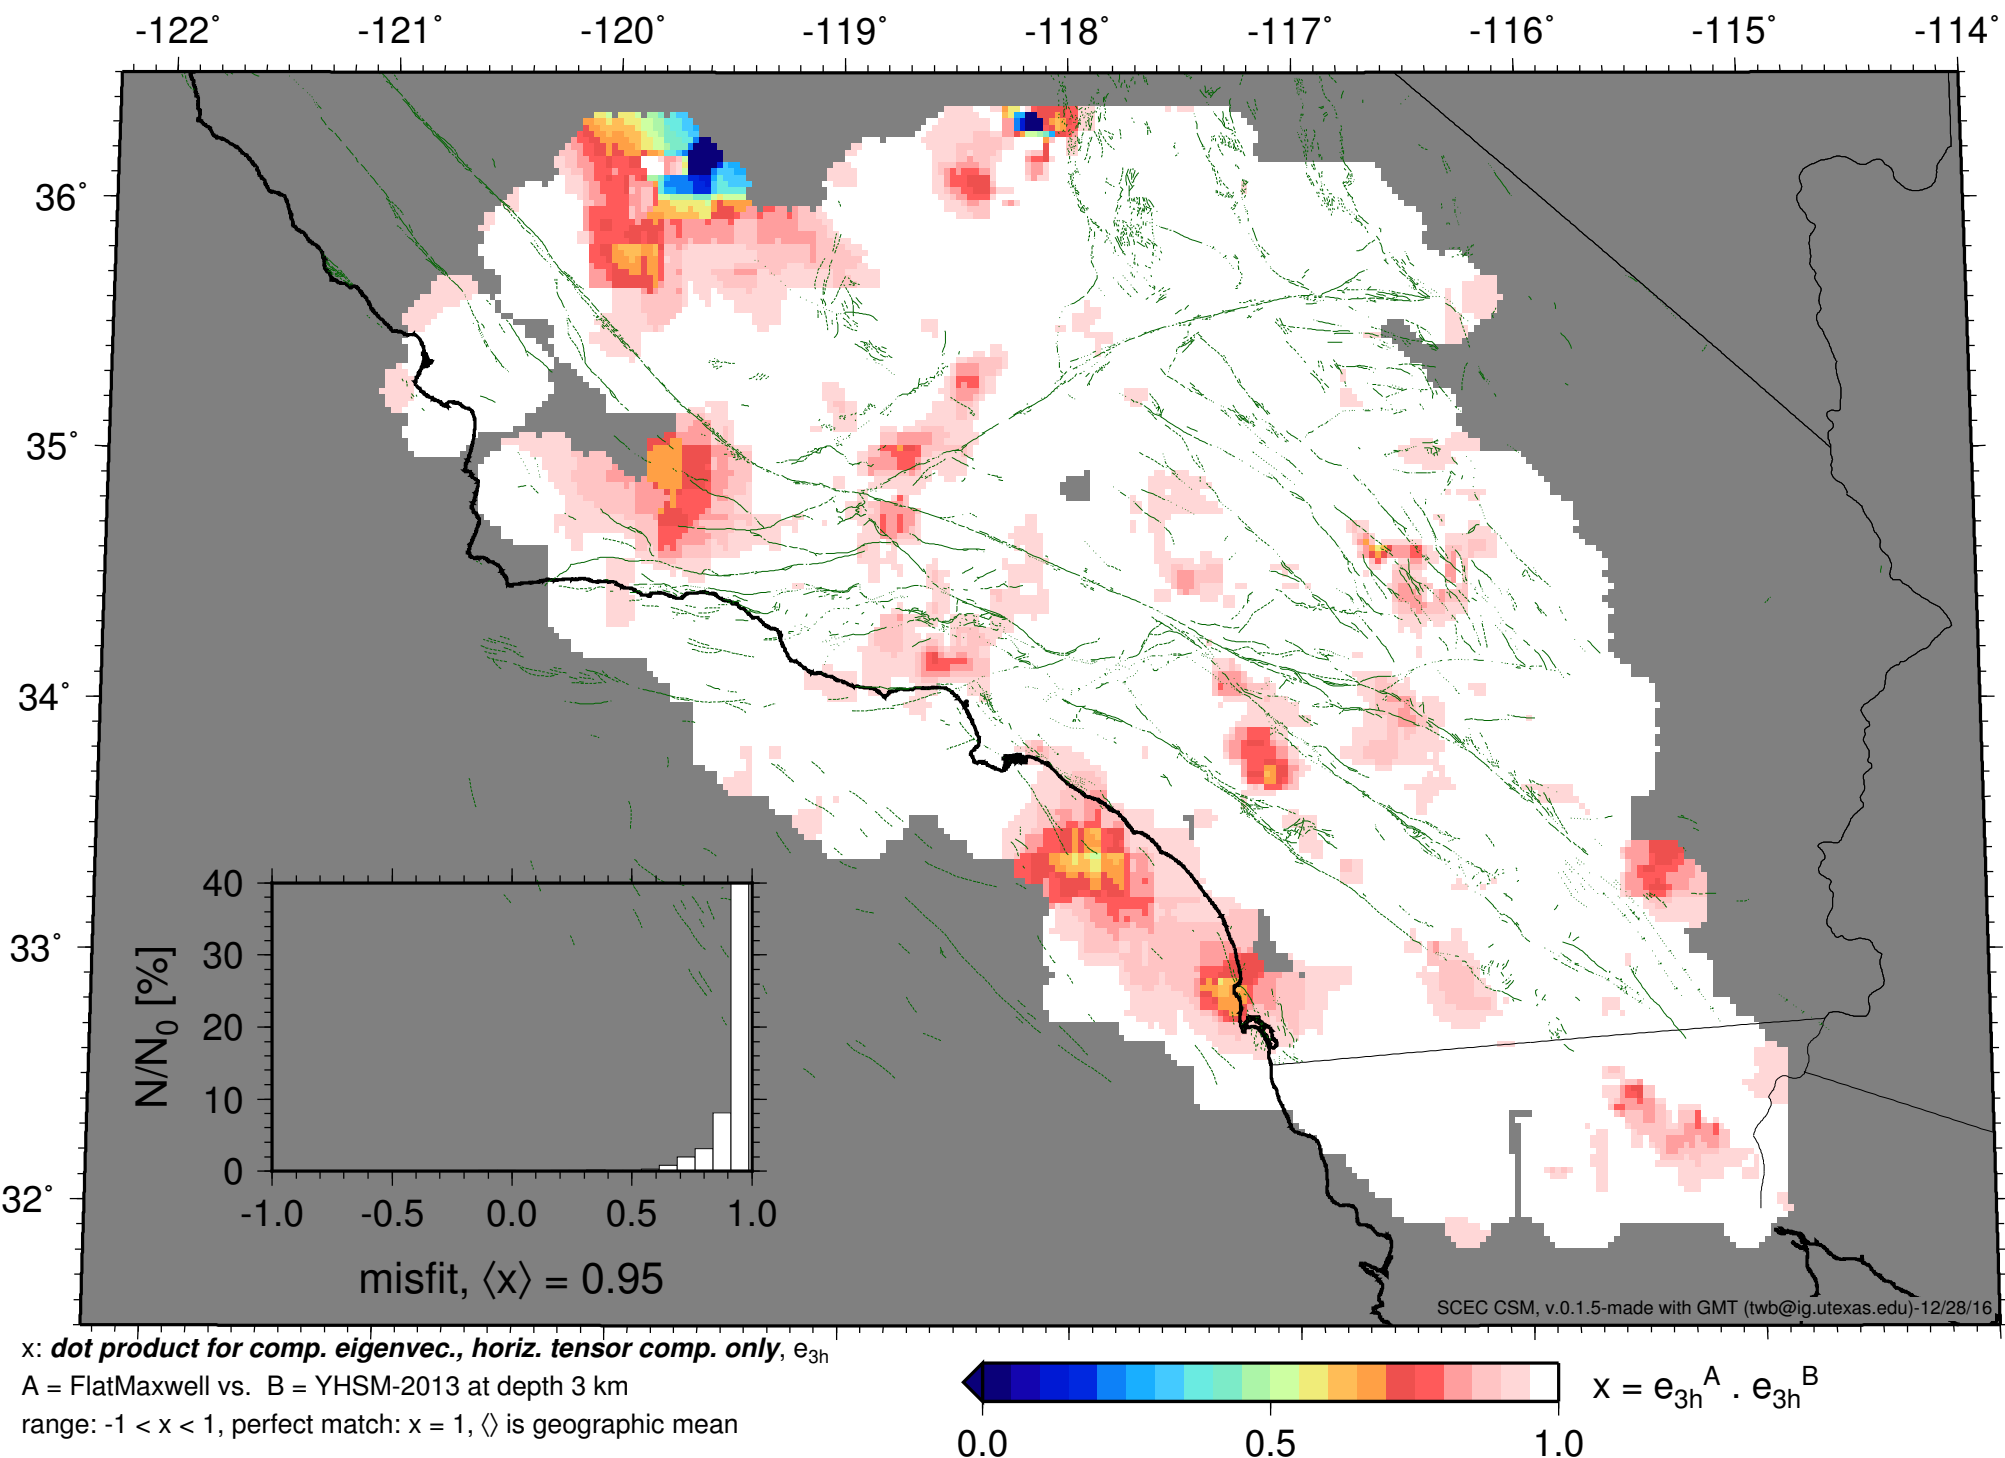 -122° -121° -120° -119° -118° -117° -116° -115° -114°
36°
35°
34°
33°
32°
40
30
20
10
0
N/N0 [%]
-1.0 -0.5 0.0 0.5 1.0
misfit, ⟨x⟩ = 0.95
SCEC CSM, v.0.1.5-made with GMT (twb@ig.utexas.edu)-12/28/16
x: dot product for comp. eigenvec., horiz. tensor comp. only, e3h
A = FlatMaxwell vs. B = YHSM-2013 at depth 3 km
range: -1 < x < 1, perfect match: x = 1, ⟨⟩ is geographic mean
x = e3h^A . e3h^B
0.0 0.5 1.0